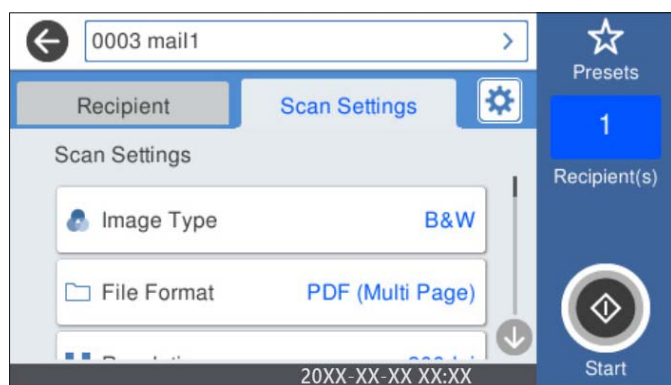 0003 mail1
Presets
Recipient
Scan Settings
1
Recipient(s)
Scan Settings
Image Type B&W
File Format PDF (Multi Page)
20XX-XX-XX XX:XX
Start